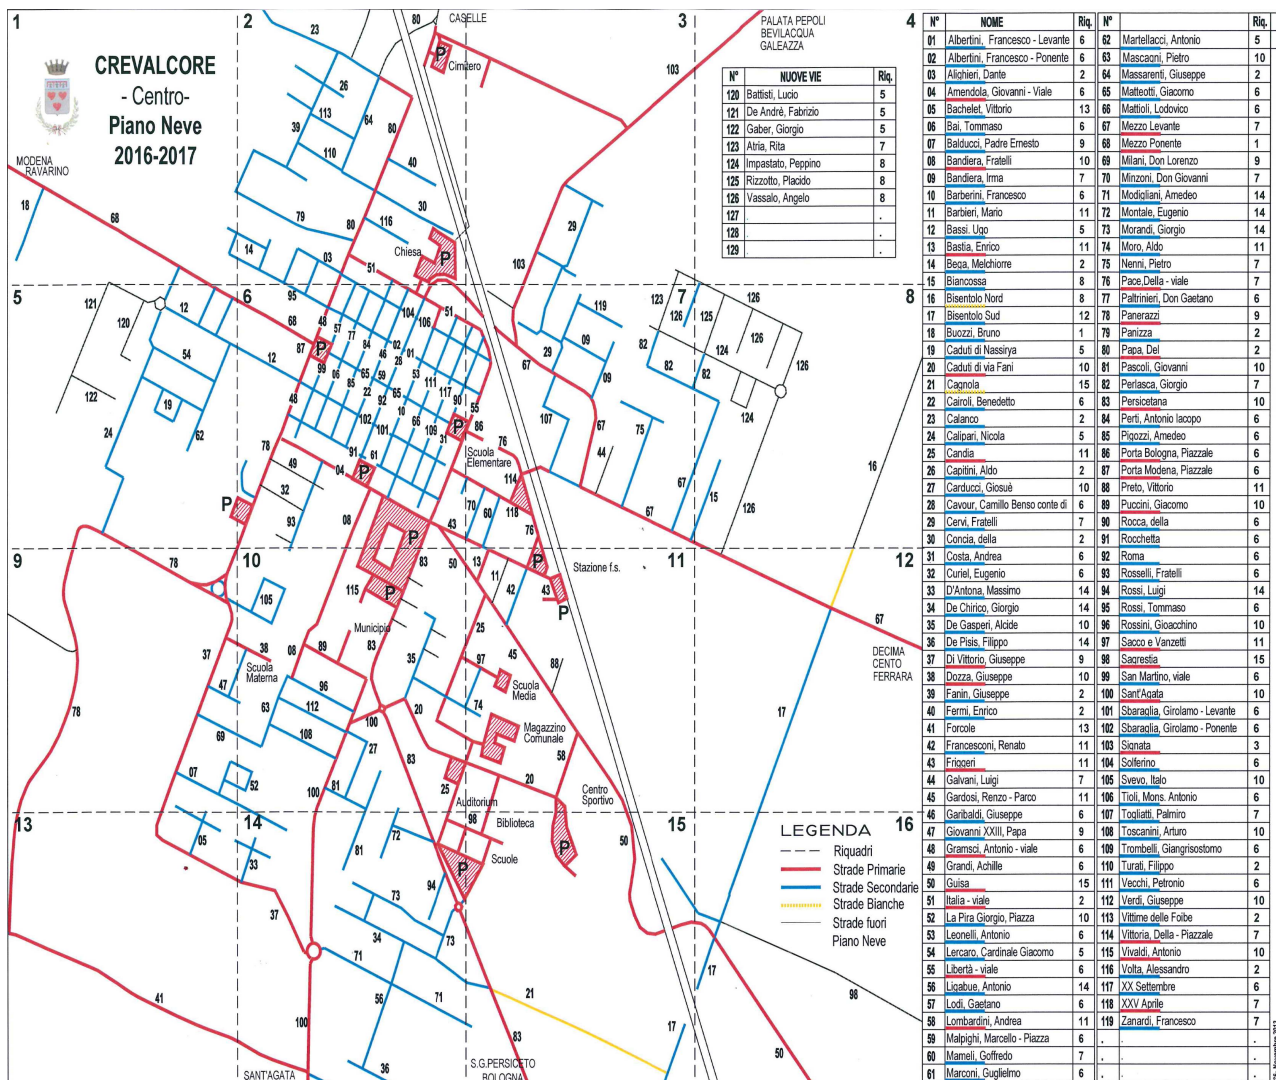 CREVALCORE
- Centro-
Piano Neve
2016-2017
1
2
3
4
5
6
7
8
9
10
11
12
13
14
15
16
MODENA
RAVARINO
CASELLE
Cimitero
PALATA PEPOLI
BEVILACQUA
GALEAZZA
Chiesa
Scuola
Elementare
Stazione f.s.
Municipio
Scuola
Materna
Scuola
Media
Magazzino
Comunale
Centro
Sportivo
Auditorium
Biblioteca
Scuole
DECIMA
CENTO
FERRARA
SANT'AGATA
S.G.PERSICETO
BOLOGNA
N° NUOVE VIE Riq.
120 Battisti, Lucio 5
121 De Andrè, Fabrizio 5
122 Gaber, Giorgio 5
123 Atria, Rita 7
124 Impastato, Peppino 8
125 Rizzotto, Placido 8
126 Vassalo, Angelo 8
127 . .
128 . .
129 . .
LEGENDA
Riquadri
Strade Primarie
Strade Secondarie
Strade Bianche
Strade fuori
Piano Neve
N° NOME Riq.
01 Albertini, Francesco - Levante 6
02 Albertini, Francesco - Ponente 6
03 Alighieri, Dante 2
04 Amendola, Giovanni - Viale 6
05 Bachelet, Vittorio 13
06 Bai, Tommaso 6
07 Balducci, Padre Ernesto 9
08 Bandiera, Fratelli 10
09 Bandiera, Irma 7
10 Barberini, Francesco 6
11 Barbieri, Mario 11
12 Bassi. Ugo 5
13 Bastia, Enrico 11
14 Bega, Melchiorre 2
15 Biancossa 8
16 Bisentolo Nord 8
17 Bisentolo Sud 12
18 Buozzi, Bruno 1
19 Caduti di Nassirya 5
20 Caduti di via Fani 10
21 Cagnola 15
22 Cairoli, Benedetto 6
23 Calanco 2
24 Calipari, Nicola 5
25 Candia 11
26 Capitini, Aldo 2
27 Carducci, Giosuè 10
28 Cavour, Camillo Benso conte di 6
29 Cervi, Fratelli 7
30 Concia, della 2
31 Costa, Andrea 6
32 Curiel, Eugenio 6
33 D'Antona, Massimo 14
34 De Chirico, Giorgio 14
35 De Gasperi, Alcide 10
36 De Pisis, Filippo 14
37 Di Vittorio, Giuseppe 9
38 Dozza, Giuseppe 10
39 Fanin, Giuseppe 2
40 Fermi, Enrico 2
41 Forcole 13
42 Francesconi, Renato 11
43 Friggeri 11
44 Galvani, Luigi 7
45 Gardosi, Renzo - Parco 11
46 Garibaldi, Giuseppe 6
47 Giovanni XXIII, Papa 9
48 Gramsci, Antonio - viale 6
49 Grandi, Achille 6
50 Guisa 15
51 Italia - viale 2
52 La Pira Giorgio, Piazza 10
53 Leonelli, Antonio 6
54 Lercaro, Cardinale Giacomo 5
55 Libertà - viale 6
56 Ligabue, Antonio 14
57 Lodi, Gaetano 6
58 Lombardini, Andrea 11
59 Malpighi, Marcello - Piazza 6
60 Mameli, Goffredo 7
61 Marconi, Guglielmo 6
N° Riq.
62 Martellacci, Antonio 5
63 Mascagni, Pietro 10
64 Massarenti, Giuseppe 2
65 Matteotti, Giacomo 6
66 Mattioli, Lodovico 6
67 Mezzo Levante 7
68 Mezzo Ponente 1
69 Milani, Don Lorenzo 9
70 Minzoni, Don Giovanni 7
71 Modigliani, Amedeo 14
72 Montale, Eugenio 14
73 Morandi, Giorgio 14
74 Moro, Aldo 11
75 Nenni, Pietro 7
76 Pace,Della - viale 7
77 Paltrinieri, Don Gaetano 6
78 Panerazzi 9
79 Panizza 2
80 Papa, Del 2
81 Pascoli, Giovanni 10
82 Perlasca, Giorgio 7
83 Persicetana 10
84 Perti, Antonio Iacopo 6
85 Pigozzi, Amedeo 6
86 Porta Bologna, Piazzale 6
87 Porta Modena, Piazzale 6
88 Preto, Vittorio 11
89 Puccini, Giacomo 10
90 Rocca, della 6
91 Rocchetta 6
92 Roma 6
93 Rosselli, Fratelli 6
94 Rossi, Luigi 14
95 Rossi, Tommaso 6
96 Rossini, Gioacchino 10
97 Sacco e Vanzetti 11
98 Sagrestia 15
99 San Martino, viale 6
100 Sant'Agata 10
101 Sbaraglia, Girolamo - Levante 6
102 Sbaraglia, Girolamo - Ponente 6
103 Signata 3
104 Solferino 6
105 Svevo, Italo 10
106 Tioli, Mons. Antonio 6
107 Togliatti, Palmiro 7
108 Toscanini, Arturo 10
109 Trombelli, Giangrisostomo 6
110 Turati, Filippo 2
111 Vecchi, Petronio 6
112 Verdi, Giuseppe 10
113 Vittime delle Foibe 2
114 Vittoria, Della - Piazzale 7
115 Vivaldi, Antonio 10
116 Volta, Alessandro 2
117 XX Settembre 6
118 XXV Aprile 7
119 Zanardi, Francesco 7